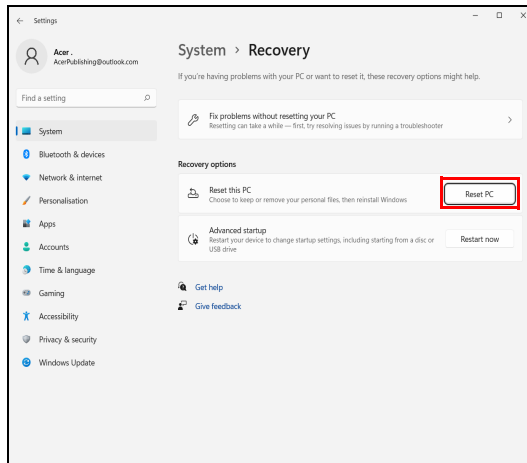 Settings
Acer .
AcerPublishing@outlook.com
Find a setting
System
Bluetooth & devices
Network & internet
Personalisation
Apps
Accounts
Time & language
Gaming
Accessibility
Privacy & security
Windows Update
System > Recovery
If you're having problems with your PC or want to reset it, these recovery options might help.
Fix problems without resetting your PC
Resetting can take a while — first, try resolving issues by running a troubleshooter
Recovery options
Reset this PC
Choose to keep or remove your personal files, then reinstall Windows
Reset PC
Advanced startup
Restart your device to change startup settings, including starting from a disc or
USB drive
Restart now
Get help
Give feedback